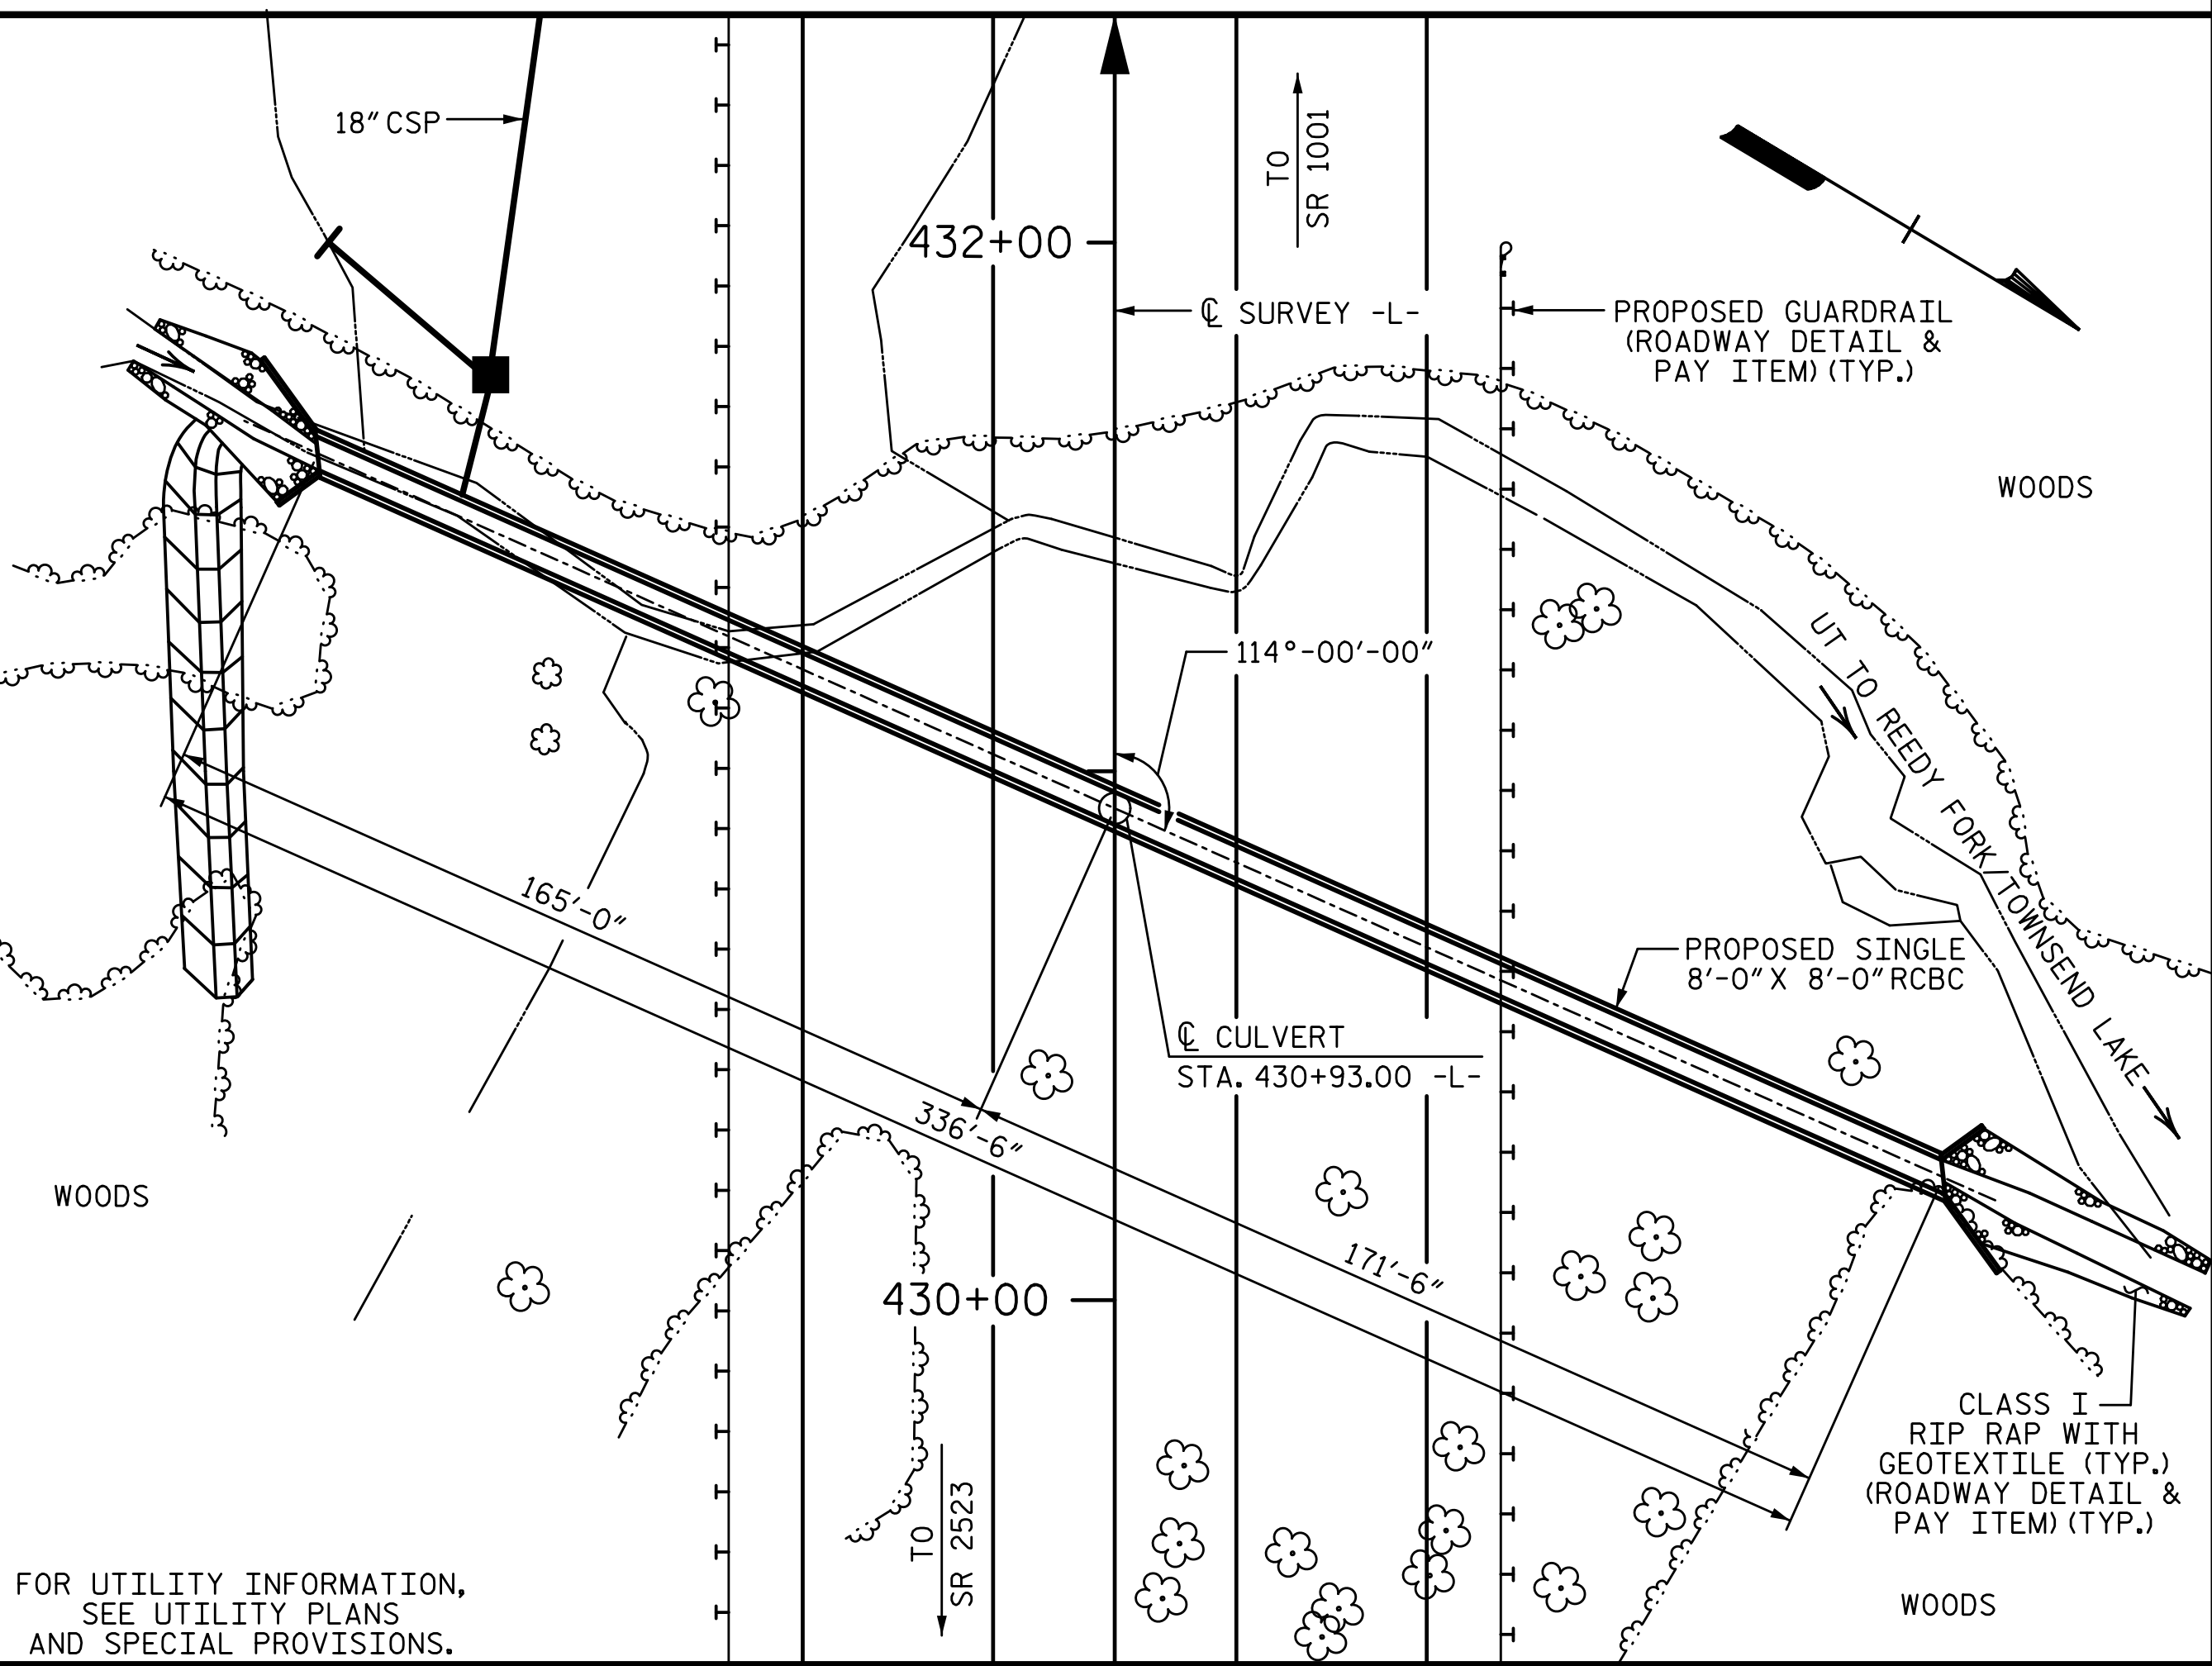 18" CSP
TO
SR 1001
432+00
℄ SURVEY -L-
PROPOSED GUARDRAIL
(ROADWAY DETAIL &
PAY ITEM) (TYP.)
WOODS
114°-00'-00"
UT TO REEDY FORK/TOWNSEND LAKE
165'-0"
PROPOSED SINGLE
8'-0" X 8'-0" RCBC
℄ CULVERT
STA. 430+93.00 -L-
336'-6"
WOODS
171'-6"
430+00
CLASS I
RIP RAP WITH
GEOTEXTILE (TYP.)
(ROADWAY DETAIL &
PAY ITEM) (TYP.)
TO
SR 2523
WOODS
FOR UTILITY INFORMATION,
SEE UTILITY PLANS
AND SPECIAL PROVISIONS.